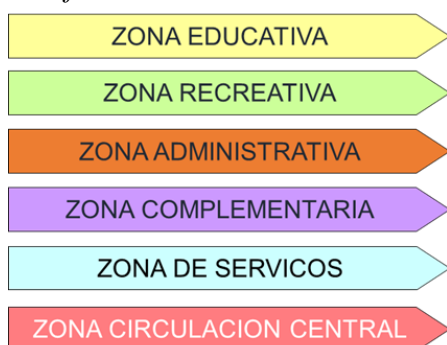 ZONA EDUCATIVA
ZONA RECREATIVA
ZONA ADMINISTRATIVA
ZONA COMPLEMENTARIA
ZONA DE SERVICOS
ZONA CIRCULACION CENTRAL